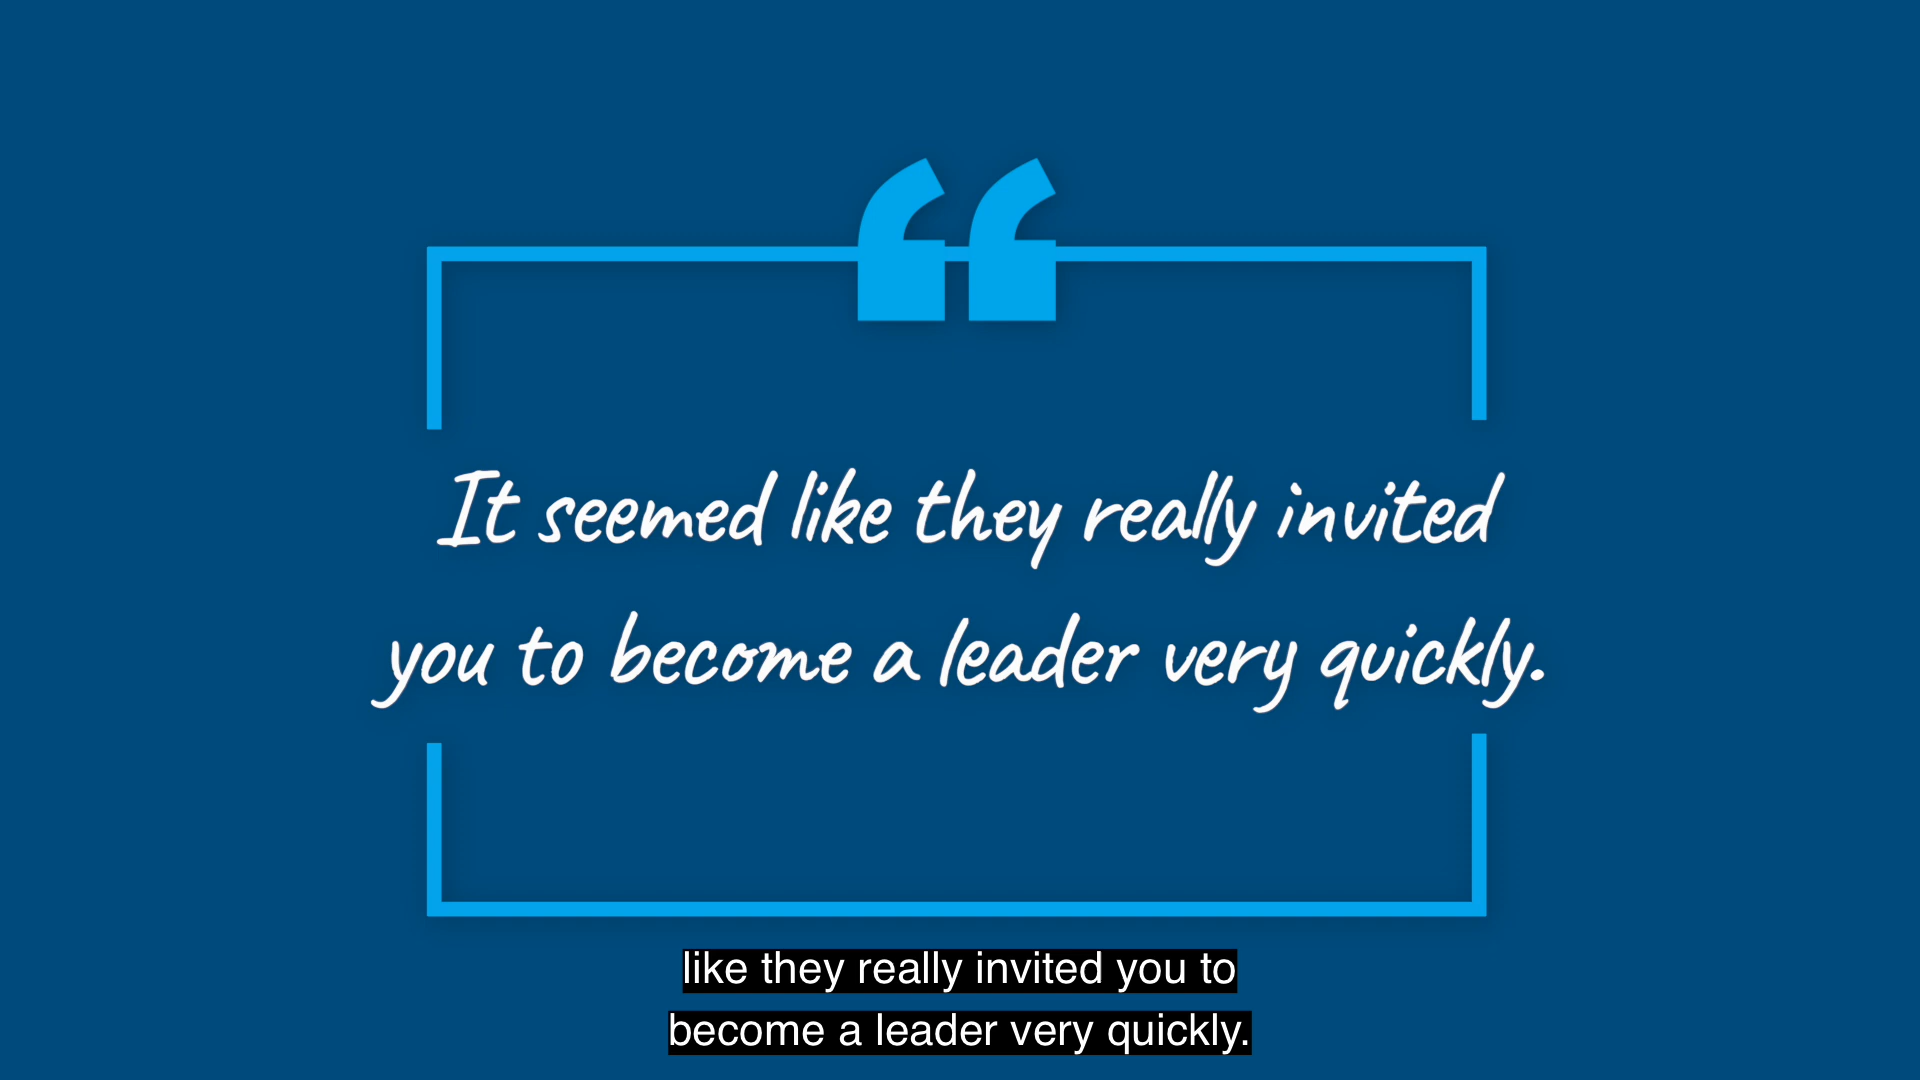 “
It seemed like they really invited
you to become a leader very quickly.
like they really invited you to
become a leader very quickly.